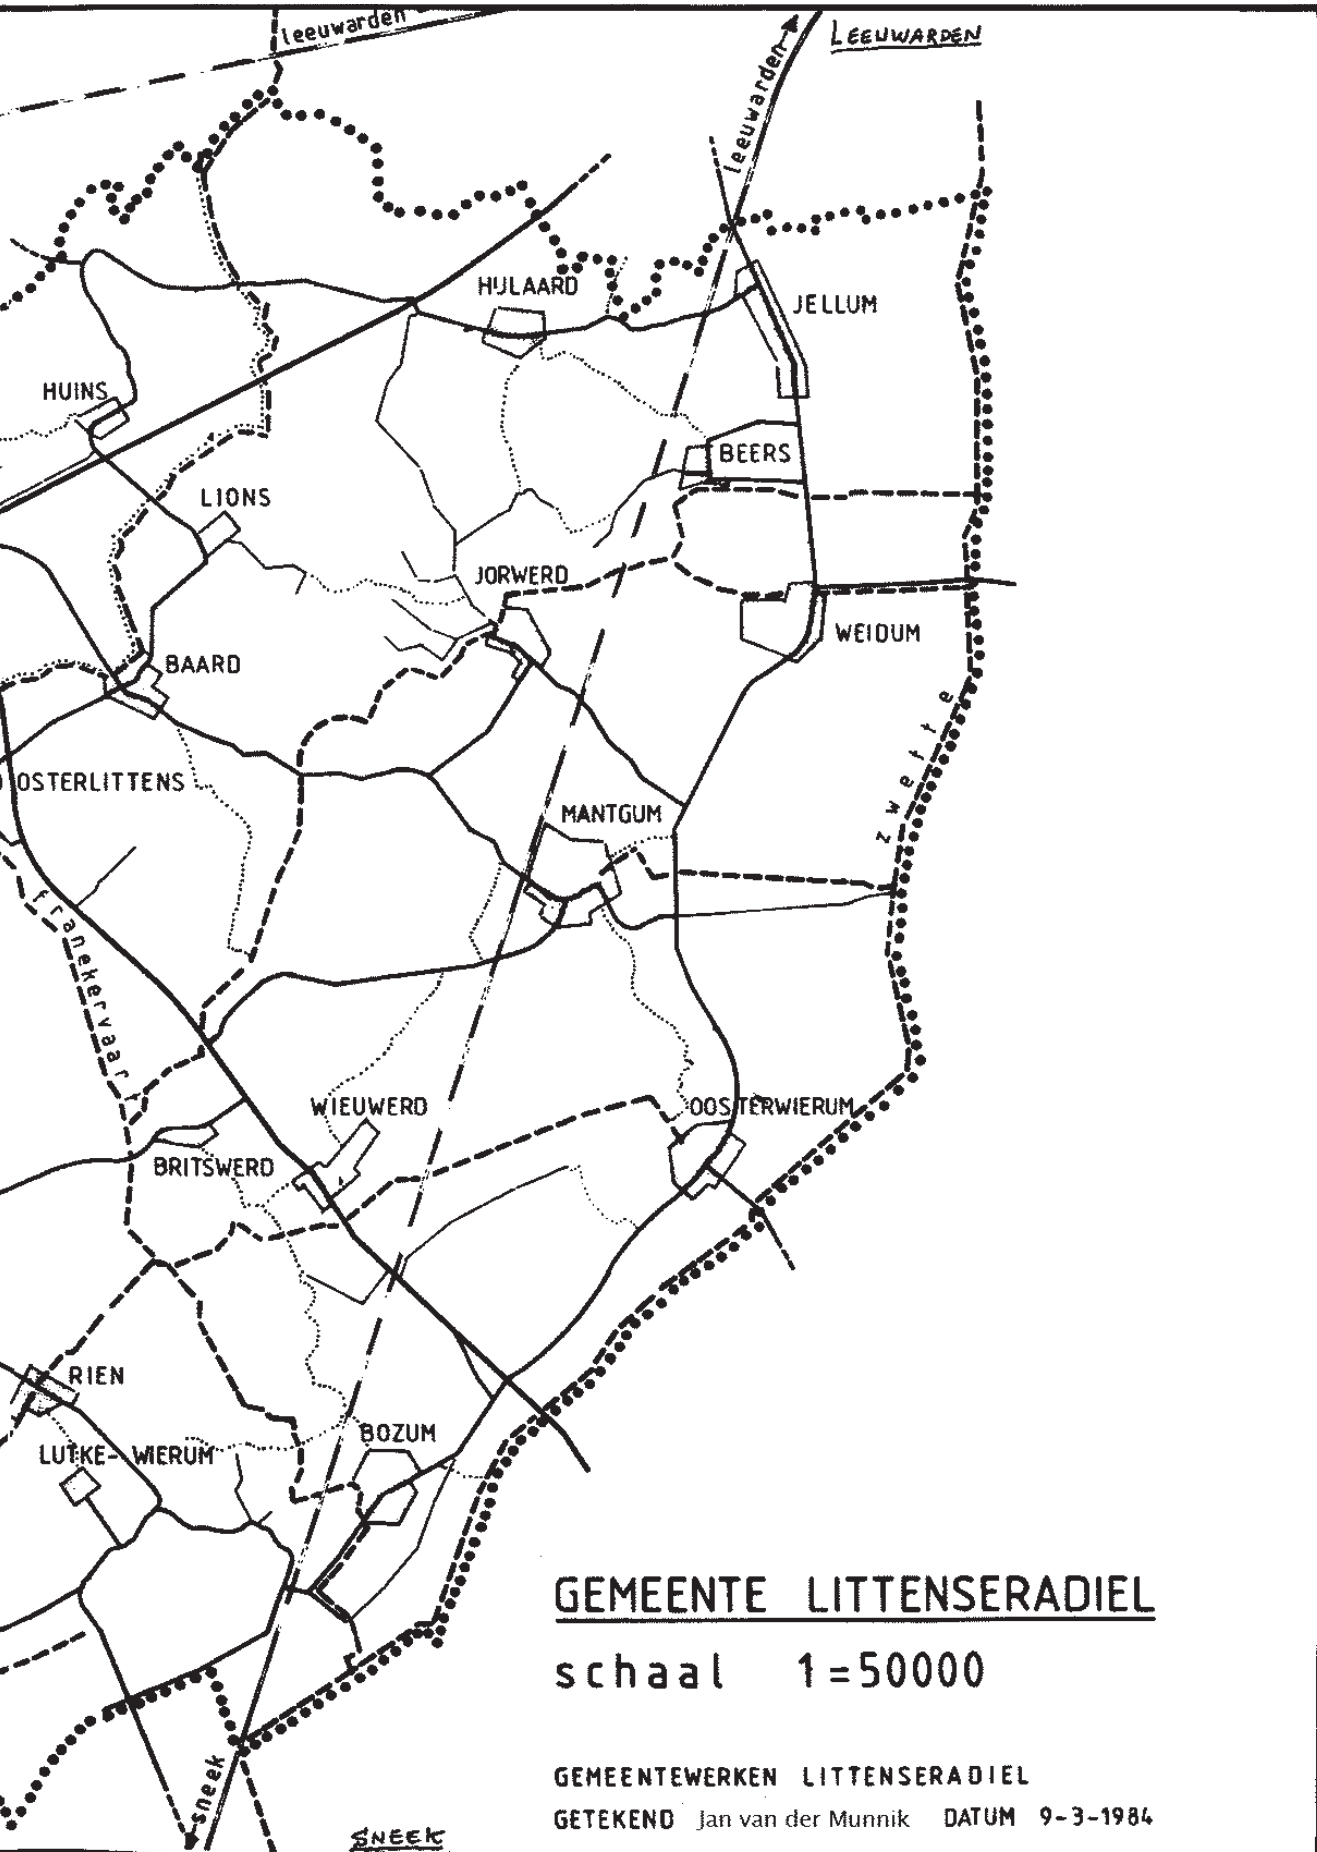 leeuwarden
leeuwarden
LEEUWARDEN
HIJLAARD
JELLUM
HUINS
BEERS
LIONS
JORWERD
WEIDUM
BAARD
zwette
OOSTERLITTENS
MANTGUM
franekervaart
WIEUWERD
OOSTERWIERUM
BRITSWERD
RIEN
BOZUM
LUTKE-WIERUM
GEMEENTE LITTENSERADIEL
schaal 1=50000
sneek
GEMEENTEWERKEN LITTENSERADIEL
GETEKEND Jan van der Munnik DATUM 9-3-1984
SNEEK